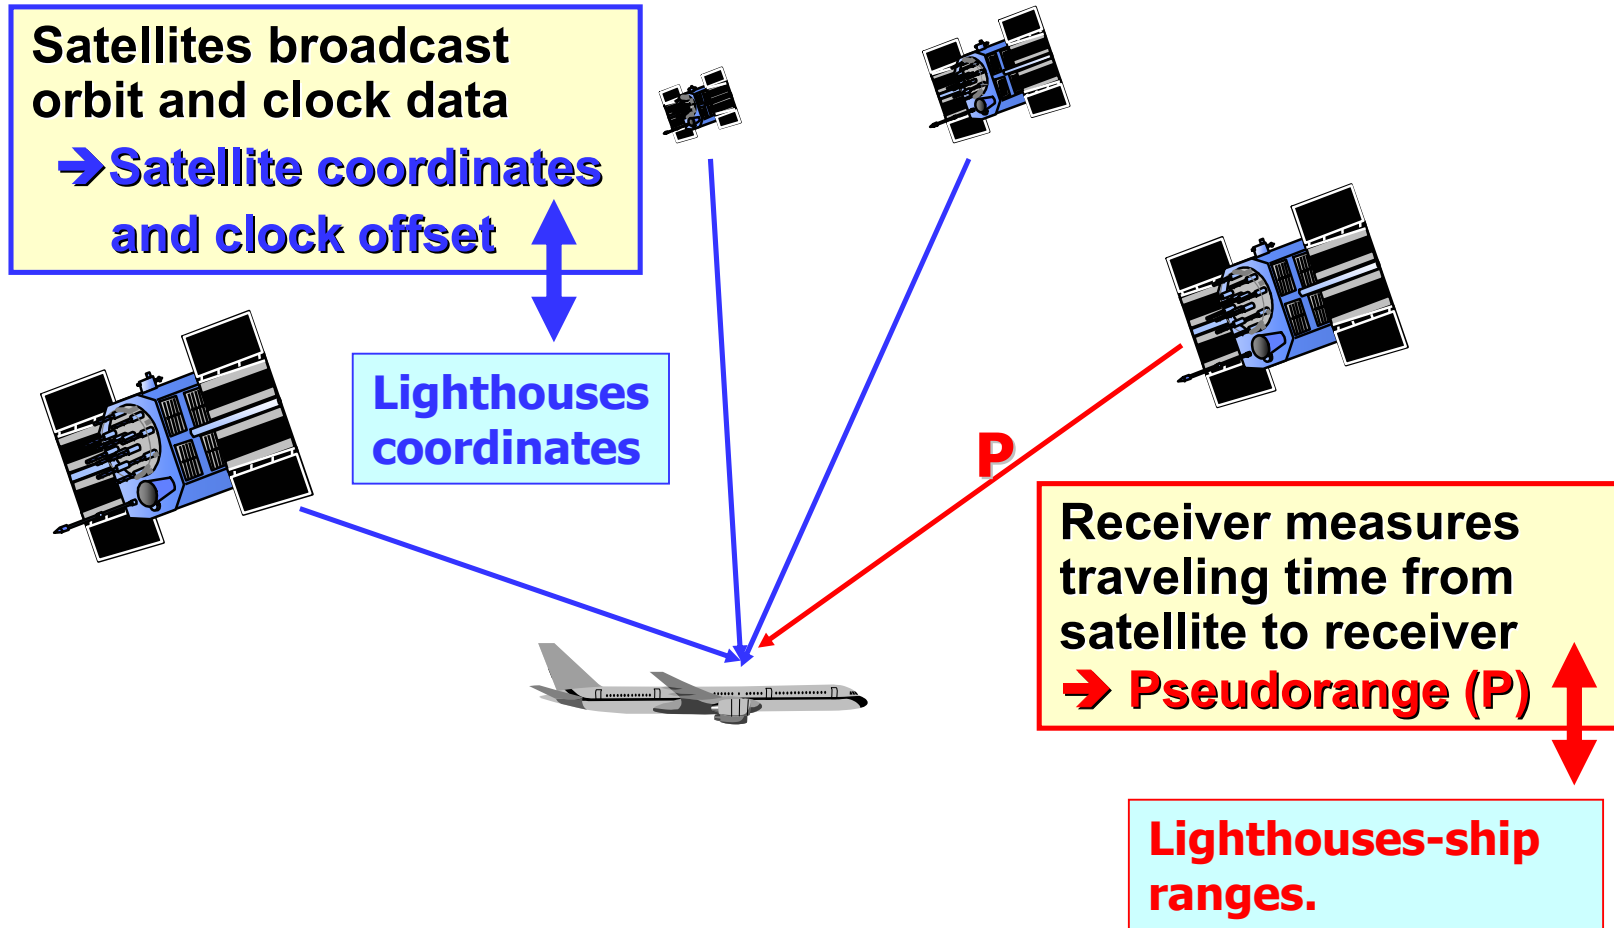 Satellites broadcast
orbit and clock data
➔Satellite coordinates
and clock offset
Lighthouses
coordinates
P
Receiver measures
traveling time from
satellite to receiver
➔ Pseudorange (P)
Lighthouses-ship
ranges.